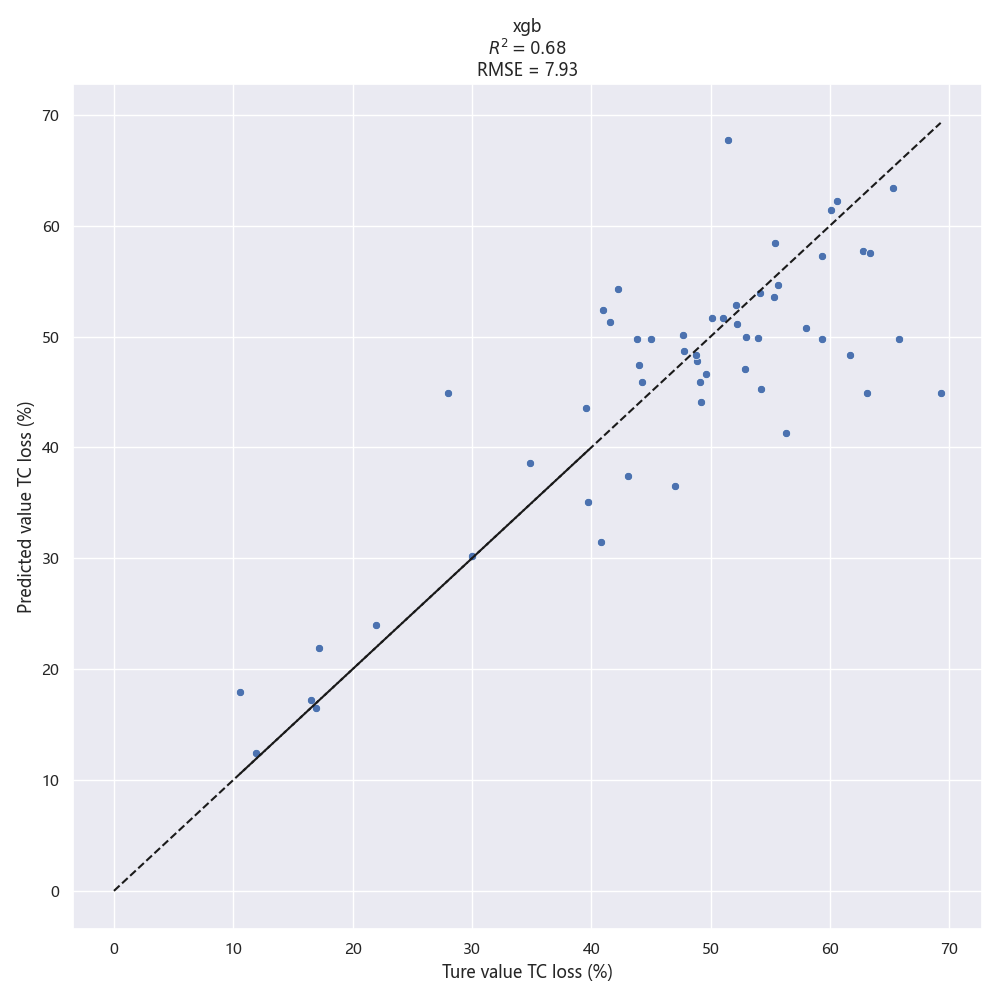 xgb
R² = 0.68
RMSE = 7.93
Predicted value TC loss (%)
70
60
50
40
30
20
10
0
0 10 20 30 40 50 60 70
Ture value TC loss (%)